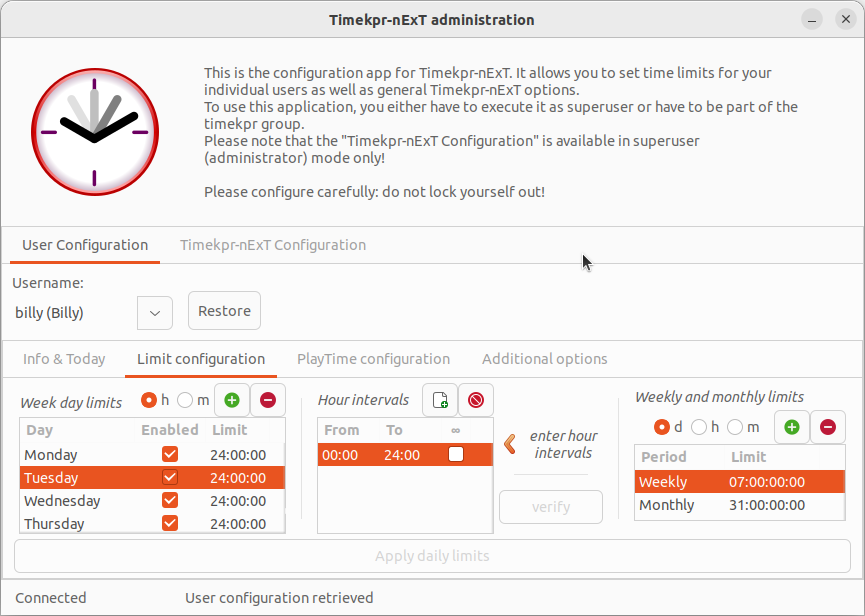 Timekpr-nExT administration
This is the configuration app for Timekpr-nExT. It allows you to set time limits for your
individual users as well as general Timekpr-nExT options.
To use this application, you either have to execute it as superuser or have to be part of the
timekpr group.
Please note that the "Timekpr-nExT Configuration" is available in superuser
(administrator) mode only!
Please configure carefully: do not lock yourself out!
User Configuration Timekpr-nExT Configuration
Username:
billy (Billy) Restore
Info & Today Limit configuration PlayTime configuration Additional options
Week day limits h m
Day Enabled Limit
Monday 24:00:00
Tuesday 24:00:00
Wednesday 24:00:00
Thursday 24:00:00
Hour intervals
From To ∞
00:00 24:00
enter hour
intervals
verify
Weekly and monthly limits
d h m
Period Limit
Weekly 07:00:00:00
Monthly 31:00:00:00
Apply daily limits
Connected User configuration retrieved